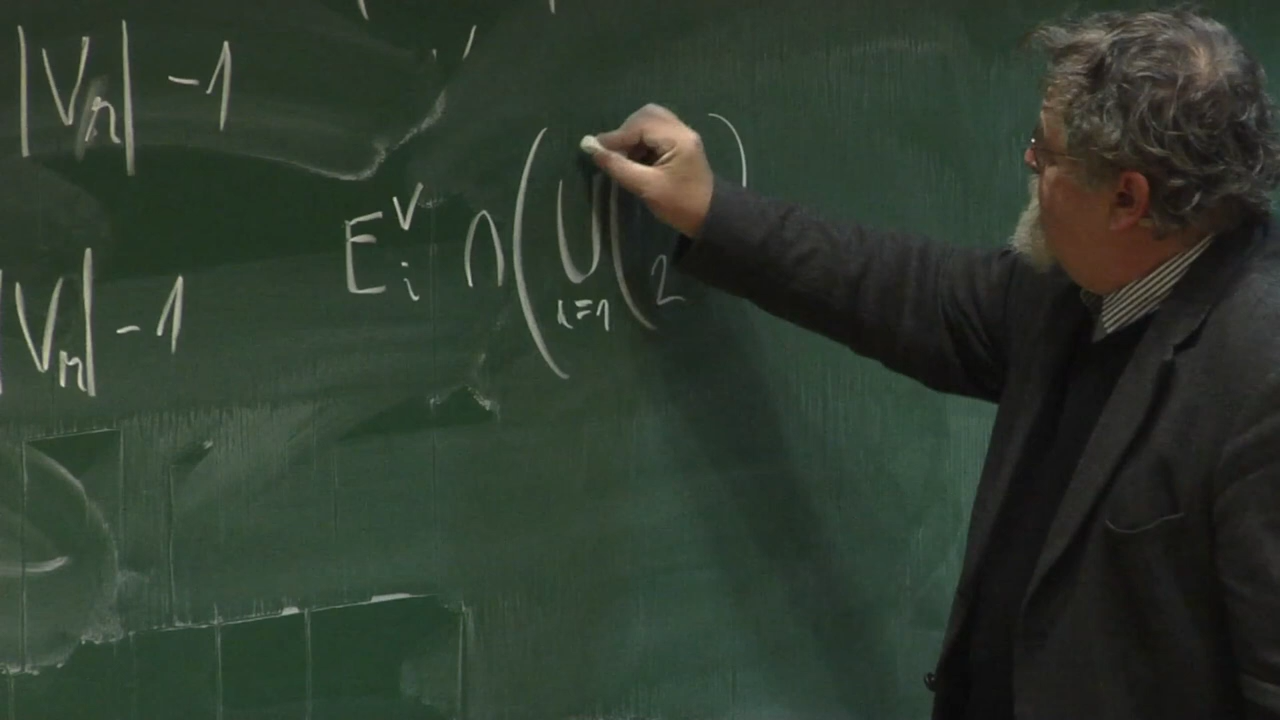 |V_n| -1
E_i^V ∩ ( ⋃_{i=1} ( 2 )
|V_n| -1